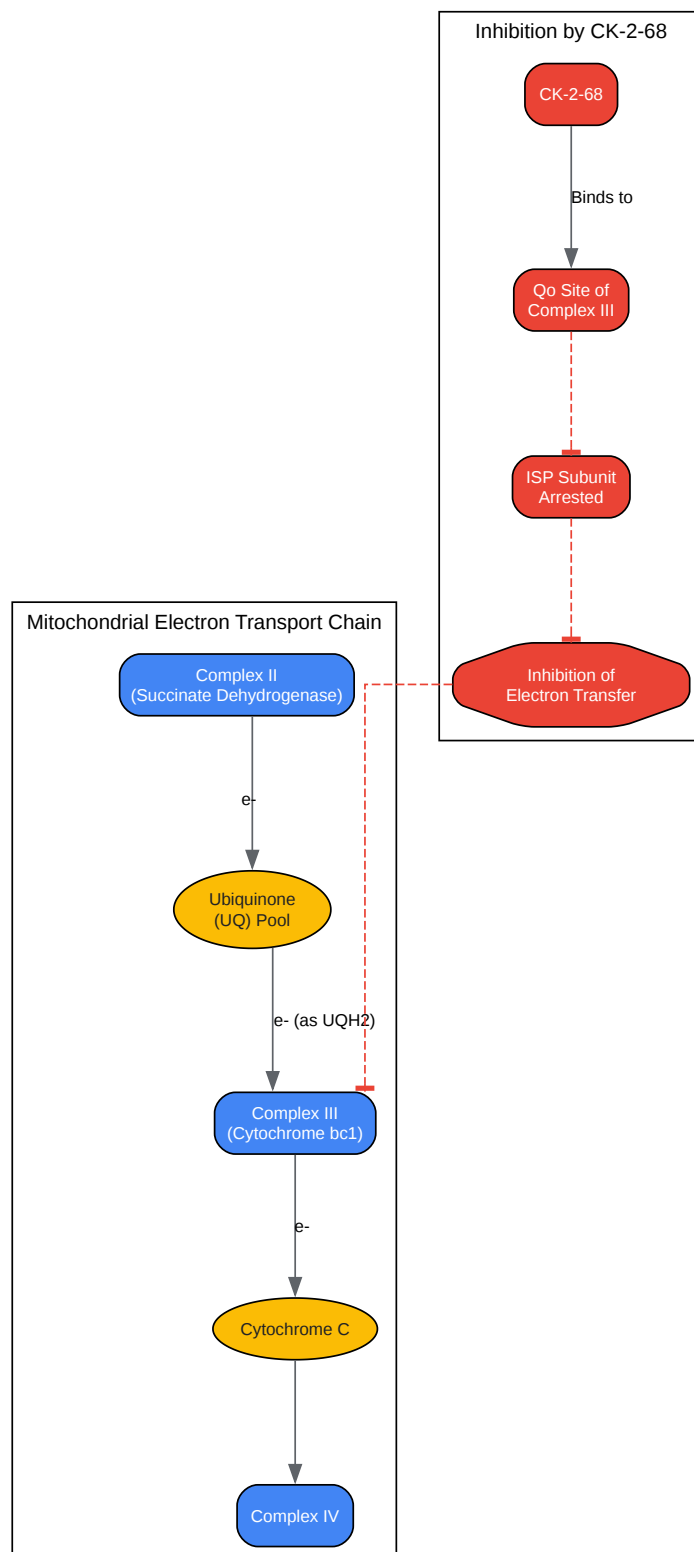 Inhibition by CK-2-68
CK-2-68
Binds to
Qo Site of
Complex III
ISP Subunit
Arrested
Inhibition of
Electron Transfer
Mitochondrial Electron Transport Chain
Complex II
(Succinate Dehydrogenase)
e-
Ubiquinone
(UQ) Pool
e- (as UQH2)
Complex III
(Cytochrome bc1)
e-
Cytochrome C
Complex IV